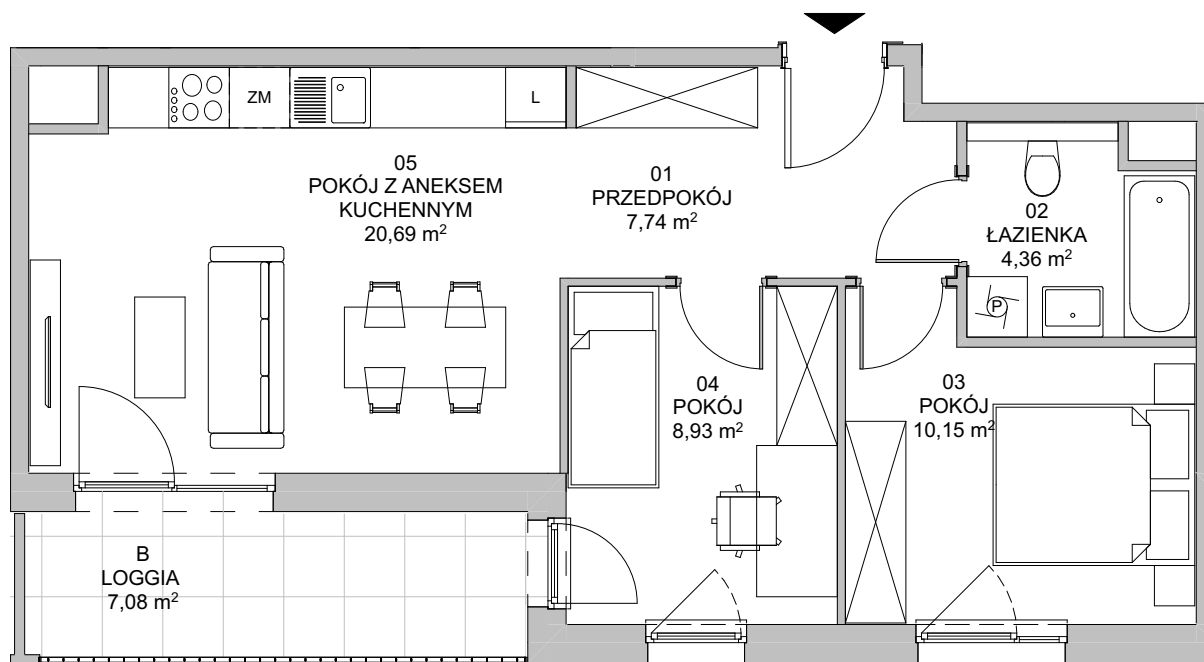 ZM
L
05
POKÓJ Z ANEKSEM
KUCHENNYM
20,69 m²
01
PRZEDPOKÓJ
7,74 m²
02
ŁAZIENKA
4,36 m²
P
04
POKÓJ
8,93 m²
03
POKÓJ
10,15 m²
B
LOGGIA
7,08 m²